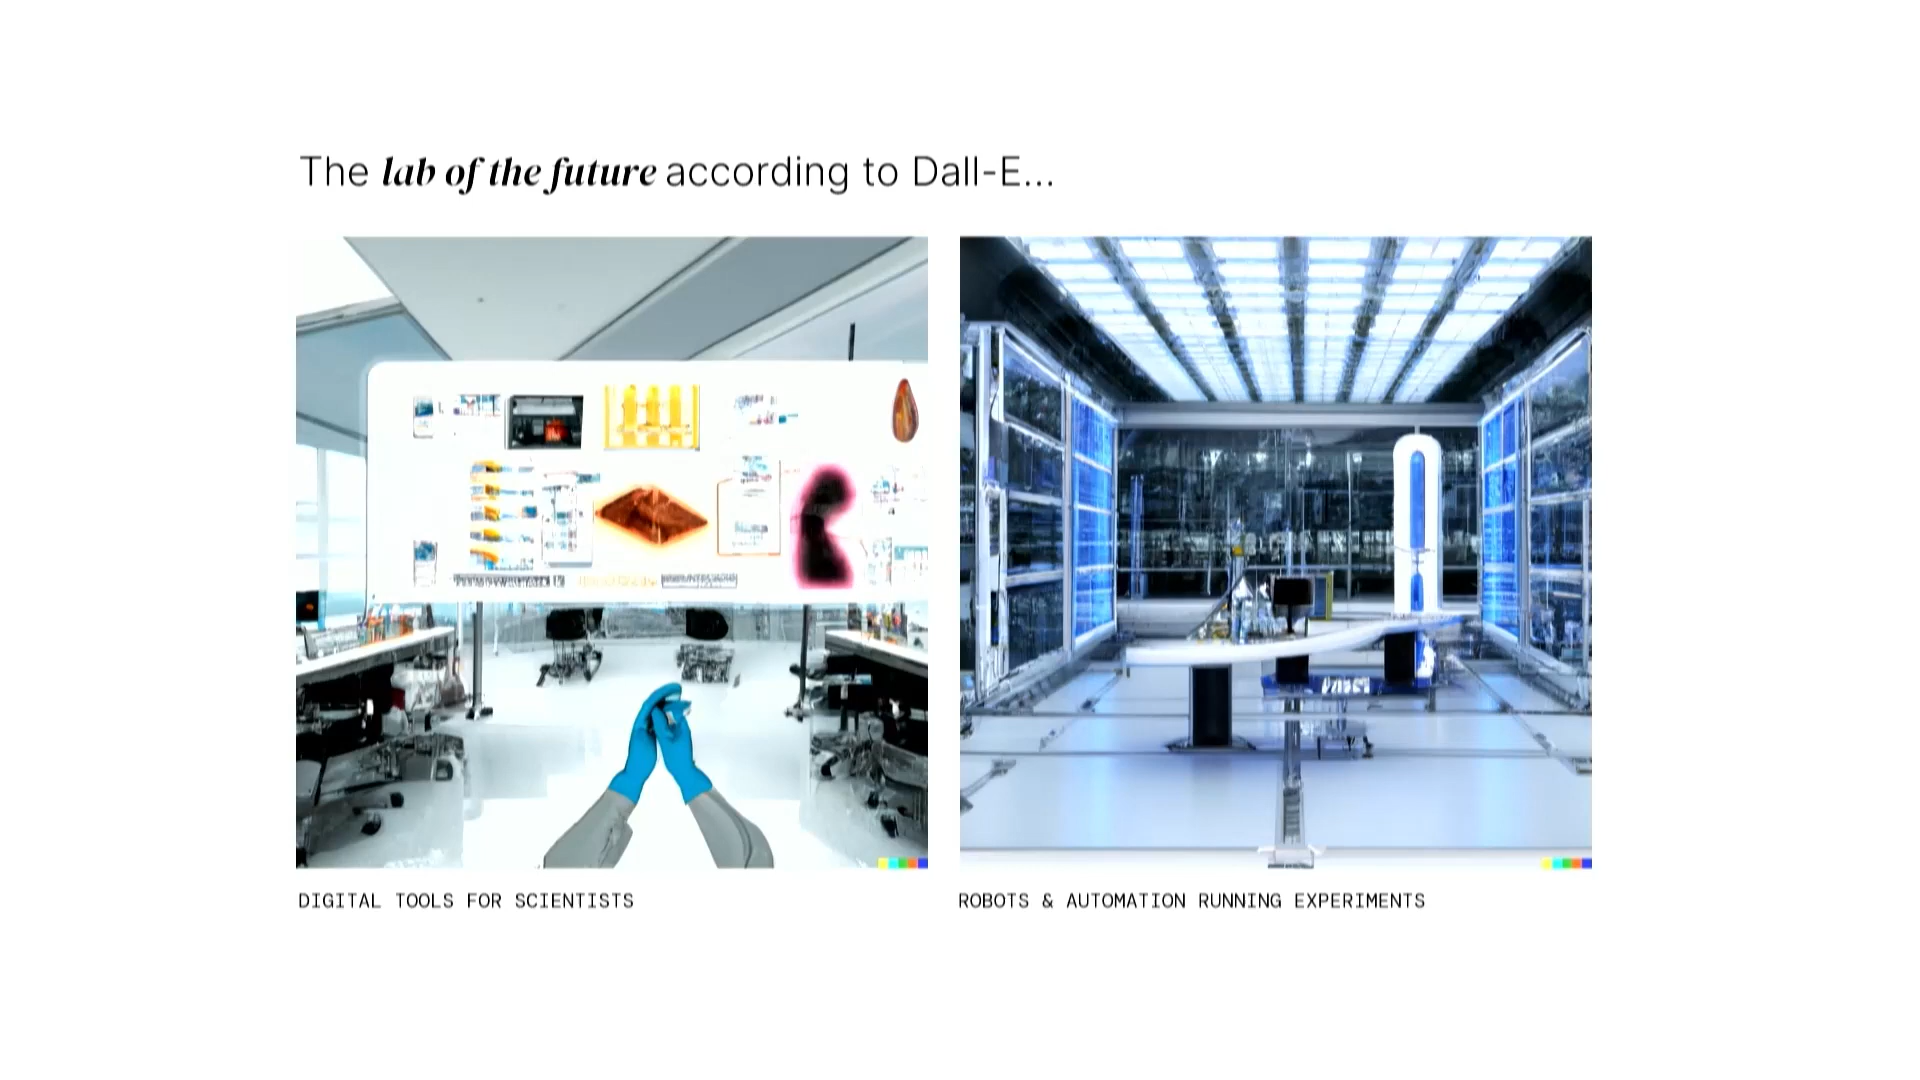 The lab of the future according to Dall-E...
DIGITAL TOOLS FOR SCIENTISTS
ROBOTS & AUTOMATION RUNNING EXPERIMENTS